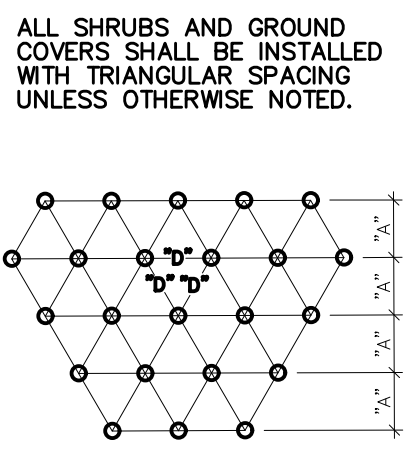 ALL SHRUBS AND GROUND
COVERS SHALL BE INSTALLED
WITH TRIANGULAR SPACING
UNLESS OTHERWISE NOTED.
"A"
"D"
"D" "D"
"A"
"A"
"A"